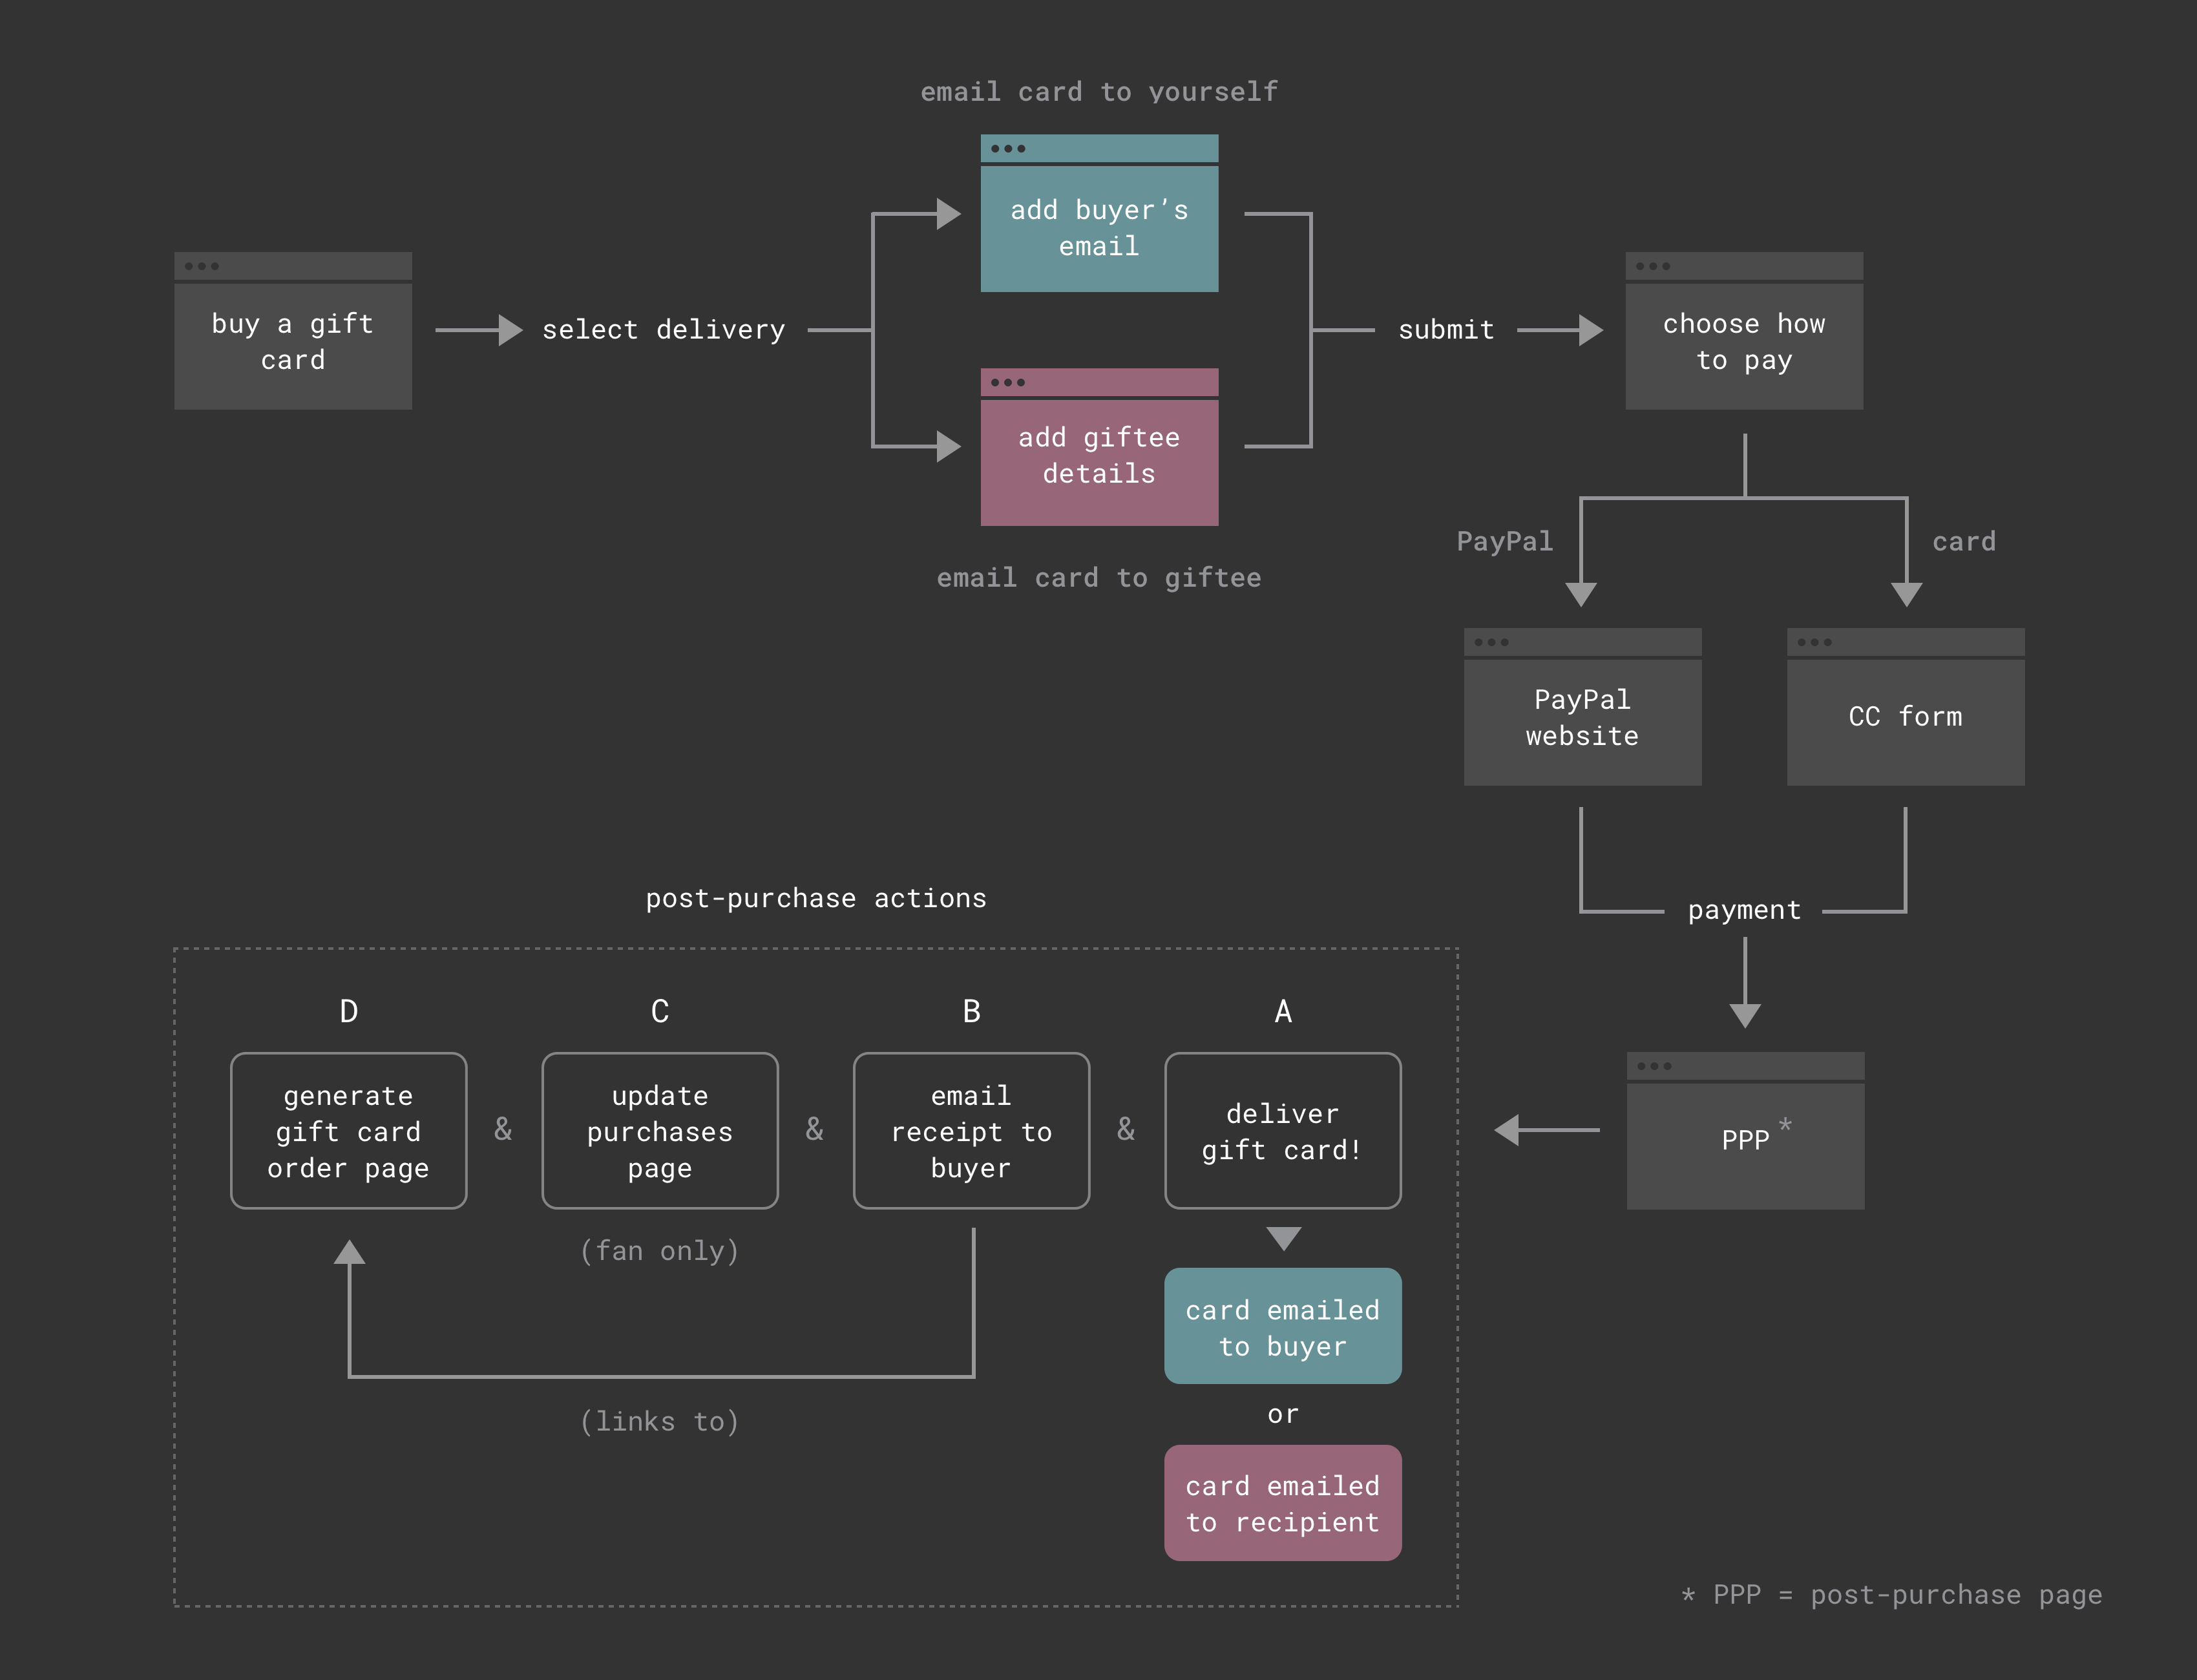 email card to yourself
add buyer’s
email
buy a gift
card
select delivery
add giftee
details
email card to giftee
submit
choose how
to pay
PayPal
card
PayPal
website
CC form
payment
PPP *
post-purchase actions
D
C
B
A
generate
gift card
order page
&
update
purchases
page
&
email
receipt to
buyer
&
deliver
gift card!
(fan only)
(links to)
card emailed
to buyer
or
card emailed
to recipient
* PPP = post-purchase page